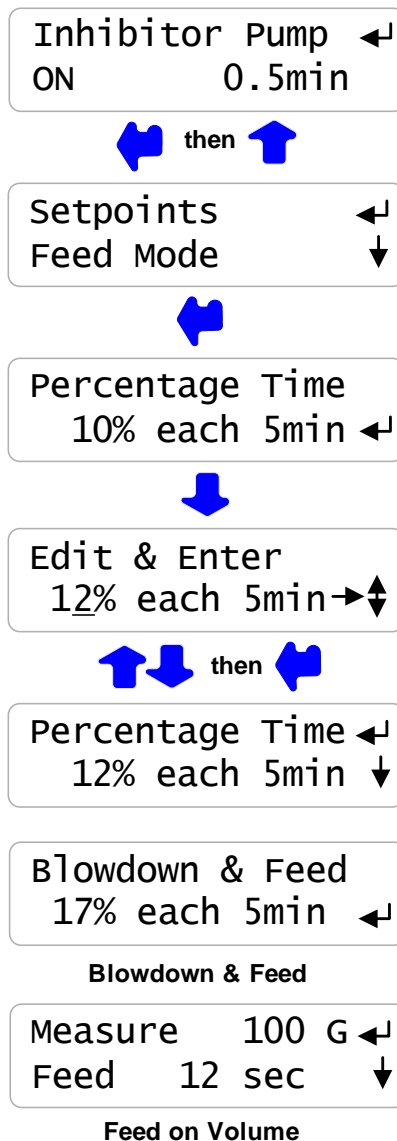 Inhibitor Pump
ON 0.5min
then
Setpoints
Feed Mode
Percentage Time
10% each 5min
Edit & Enter
12% each 5min
then
Percentage Time
12% each 5min
Blowdown & Feed
17% each 5min
Blowdown & Feed
Measure 100 G
Feed 12 sec
Feed on Volume